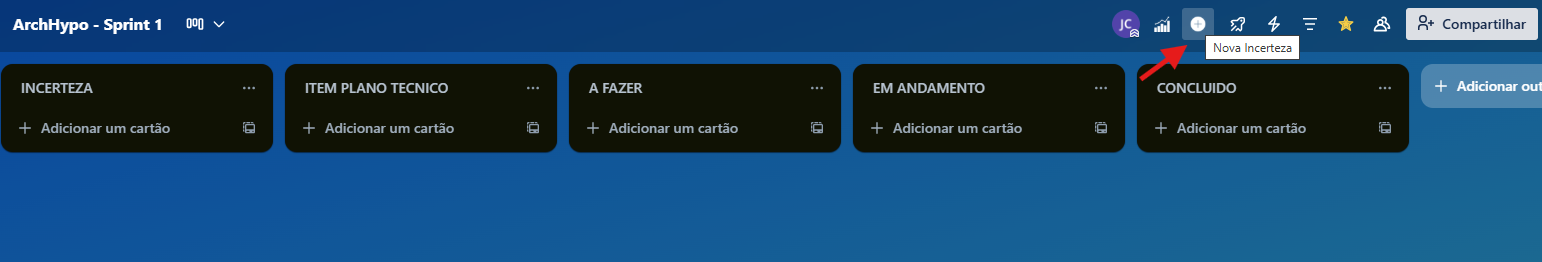 ArchHypo - Sprint 1
JC
Compartilhar
Nova Incerteza
INCERTEZA
ITEM PLANO TECNICO
A FAZER
EM ANDAMENTO
CONCLUIDO
Adicionar out
Adicionar um cartão
Adicionar um cartão
Adicionar um cartão
Adicionar um cartão
Adicionar um cartão